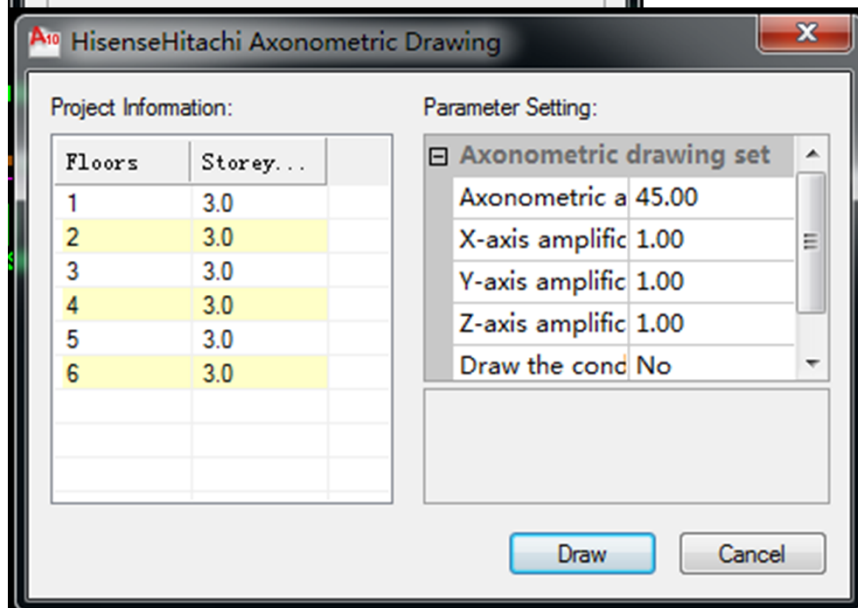 A10 HisenseHitachi Axonometric Drawing
Project Information:
Floors Storey...
1 3.0
2 3.0
3 3.0
4 3.0
5 3.0
6 3.0
Parameter Setting:
Axonometric drawing set
Axonometric a 45.00
X-axis amplific 1.00
Y-axis amplific 1.00
Z-axis amplific 1.00
Draw the cond No
Draw Cancel